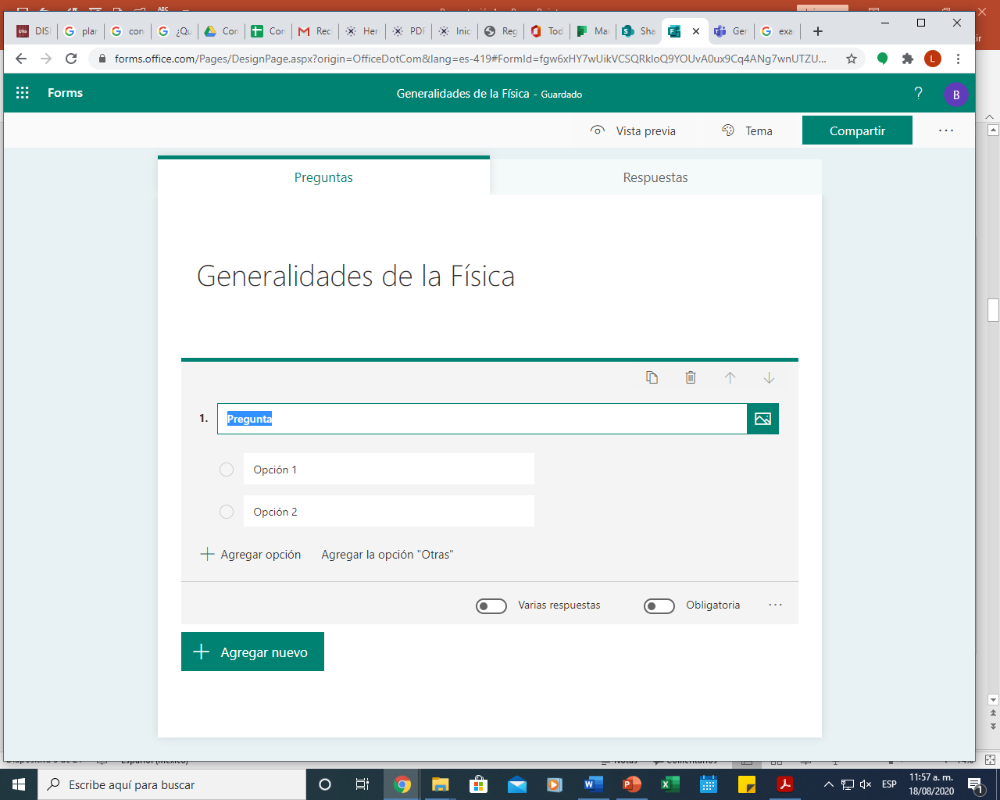 DISI
plar
con
¿Qu
Con
Con
Rec
Her
PDF
Inic
Reg
Tod
Mar
Sha
Ger
exa
forms.office.com/Pages/DesignPage.aspx?origin=OfficeDotCom&lang=es-419#FormId=fgw6xHY7wUikVCSQRkloQ9YOUvA0ux9Cq4ANg7wnUTZU...
L
Forms
Generalidades de la Física - Guardado
?
B
Vista previa
Tema
Compartir
Preguntas
Respuestas
Generalidades de la Física
1.
Pregunta
Opción 1
Opción 2
Agregar opción
Agregar la opción "Otras"
Varias respuestas
Obligatoria
Agregar nuevo
Escribe aquí para buscar
ESP
11:57 a. m.
18/08/2020
1